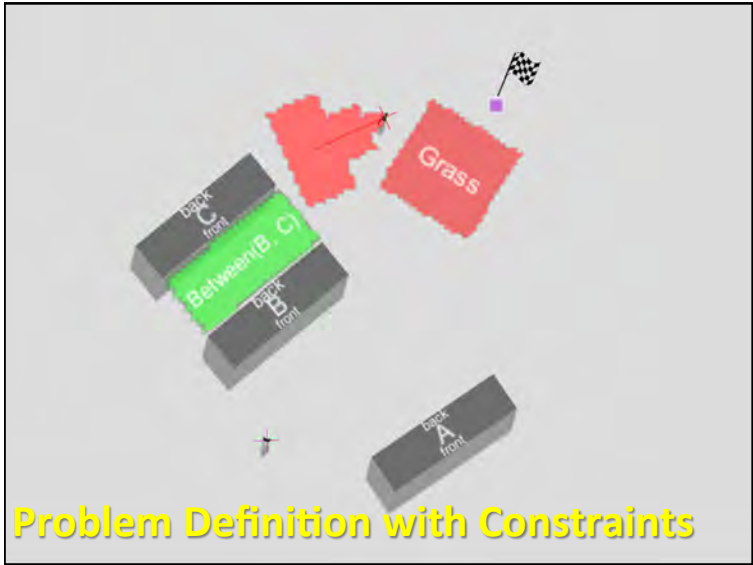 Grass
back
C
front
Between(B, C)
back
B
front
back
A
front
Problem Definition with Constraints